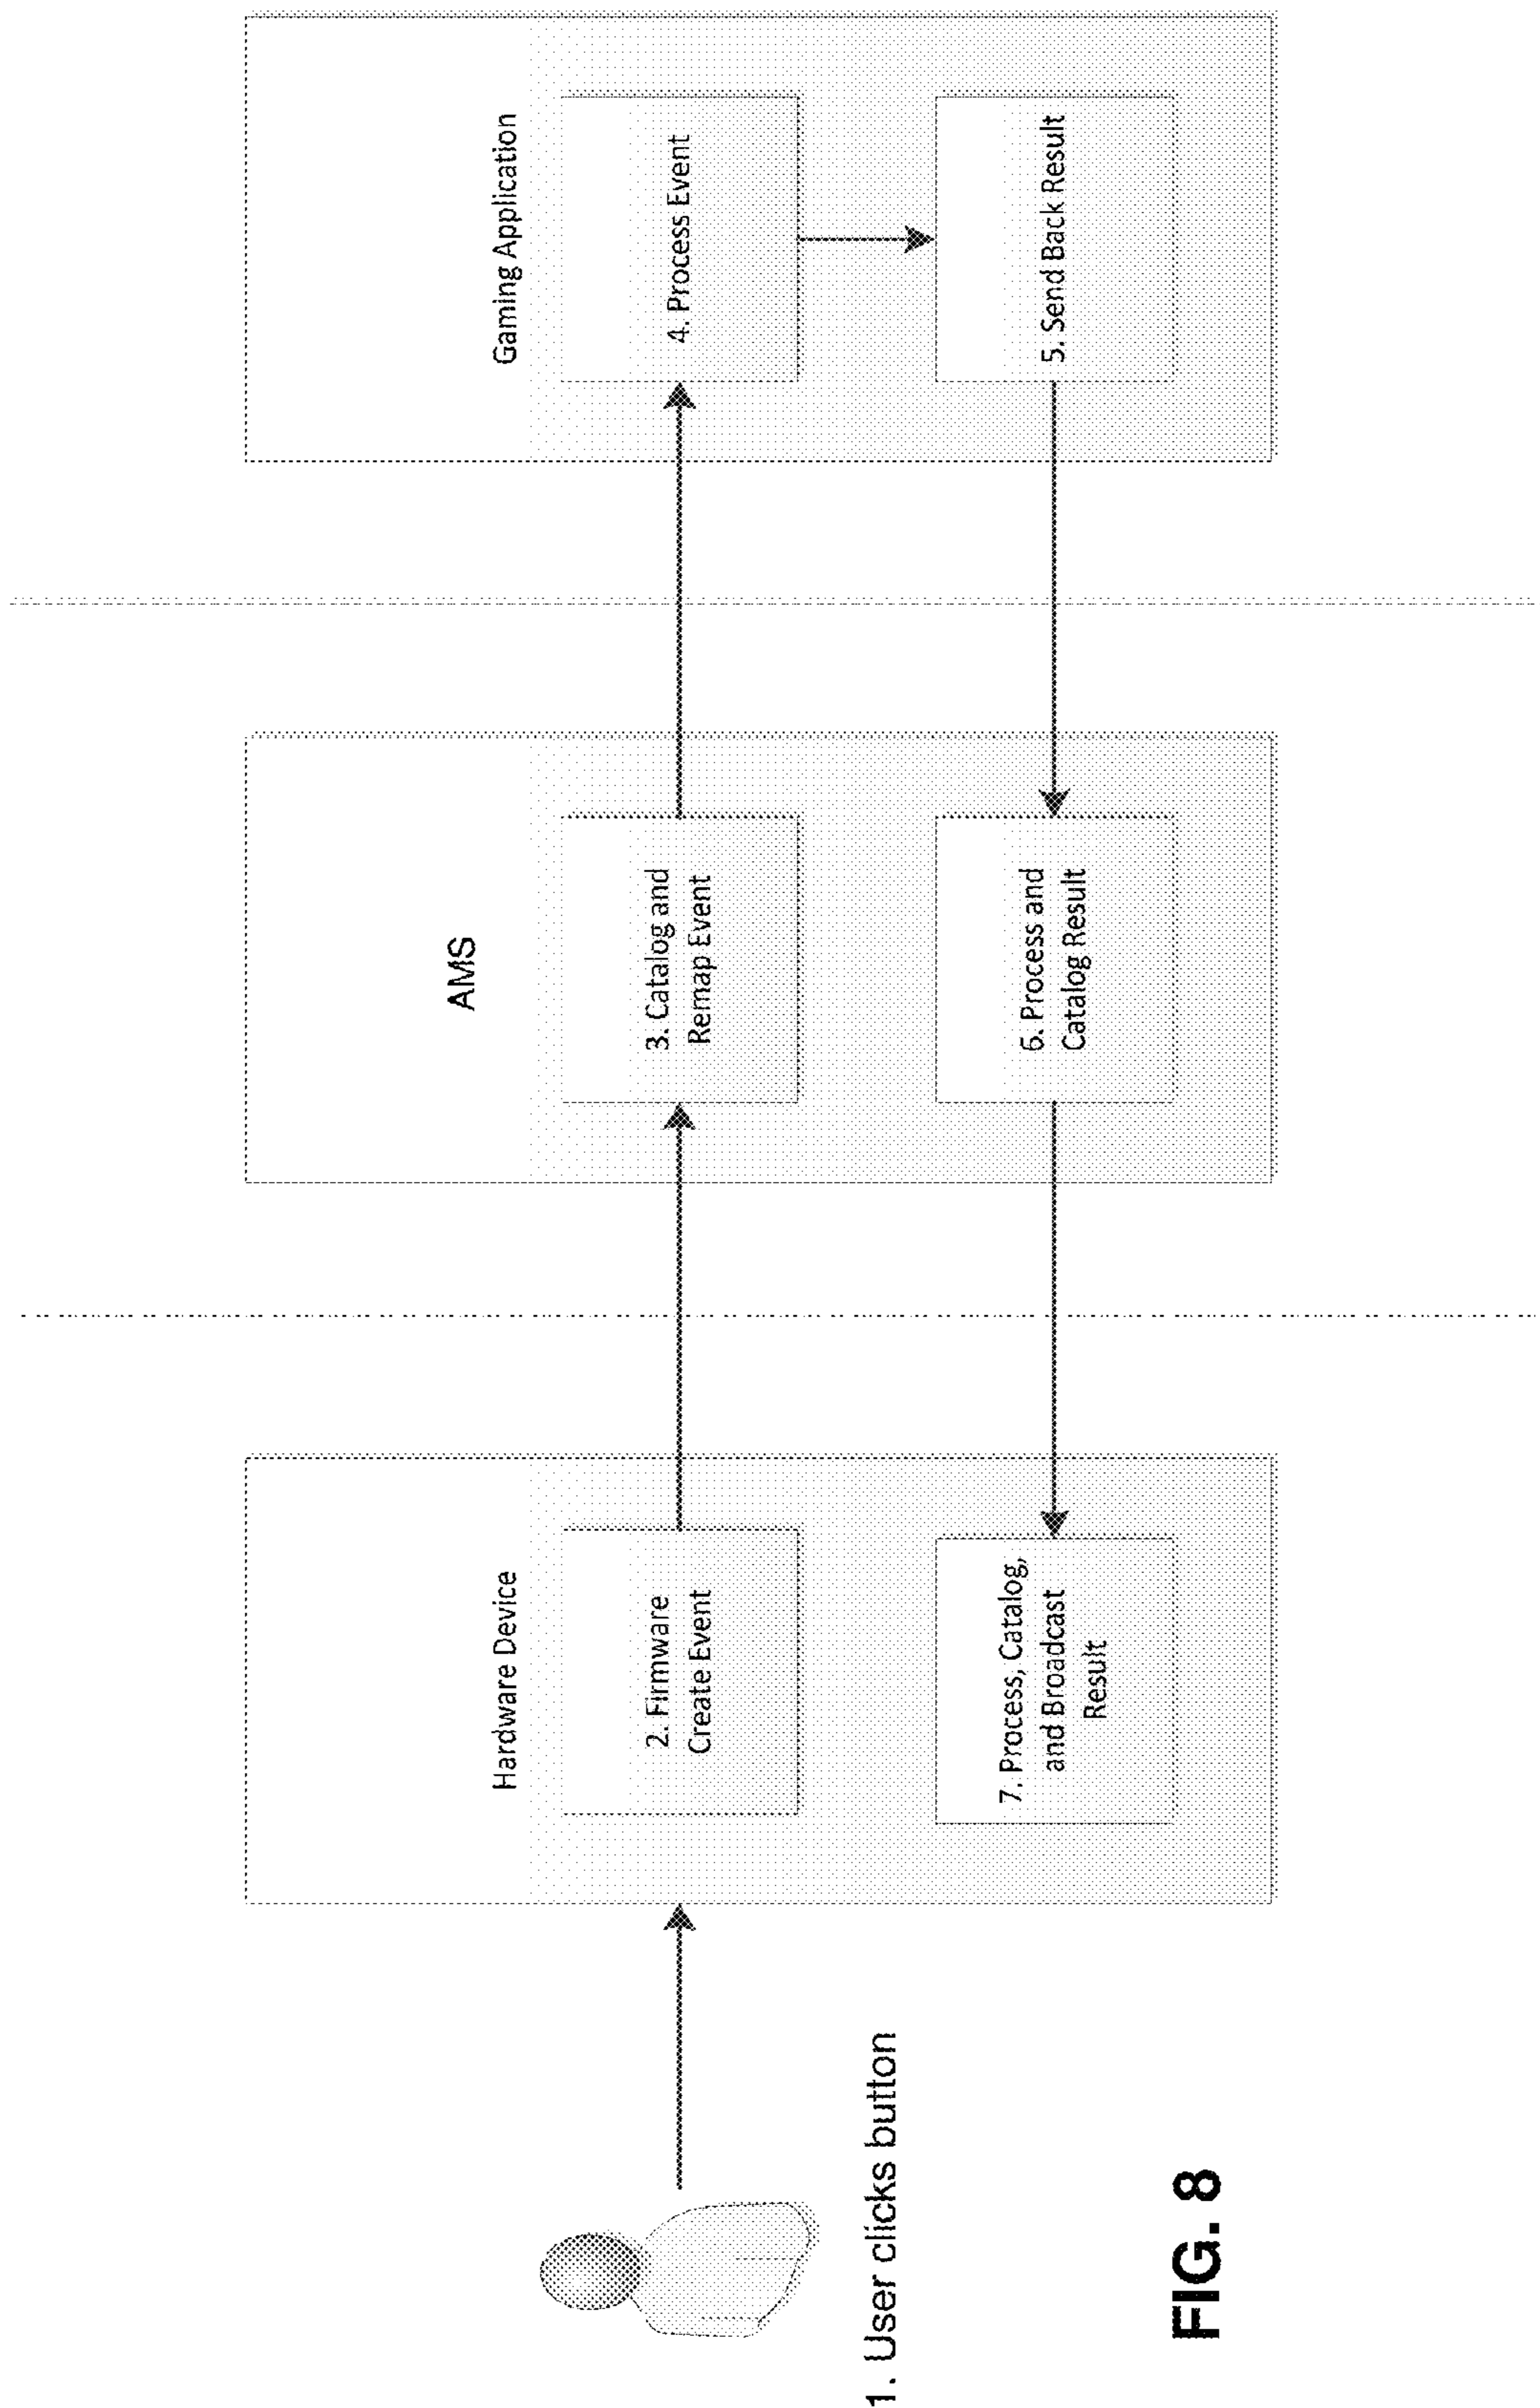 Hardware Device
AMS
Gaming Application
1. User clicks button
2. Firmware
Create Event
3. Catalog and
Remap Event
4. Process Event
5. Send Back Result
6. Process and
Catalog Result
7. Process, Catalog,
and Broadcast
Result
FIG. 8